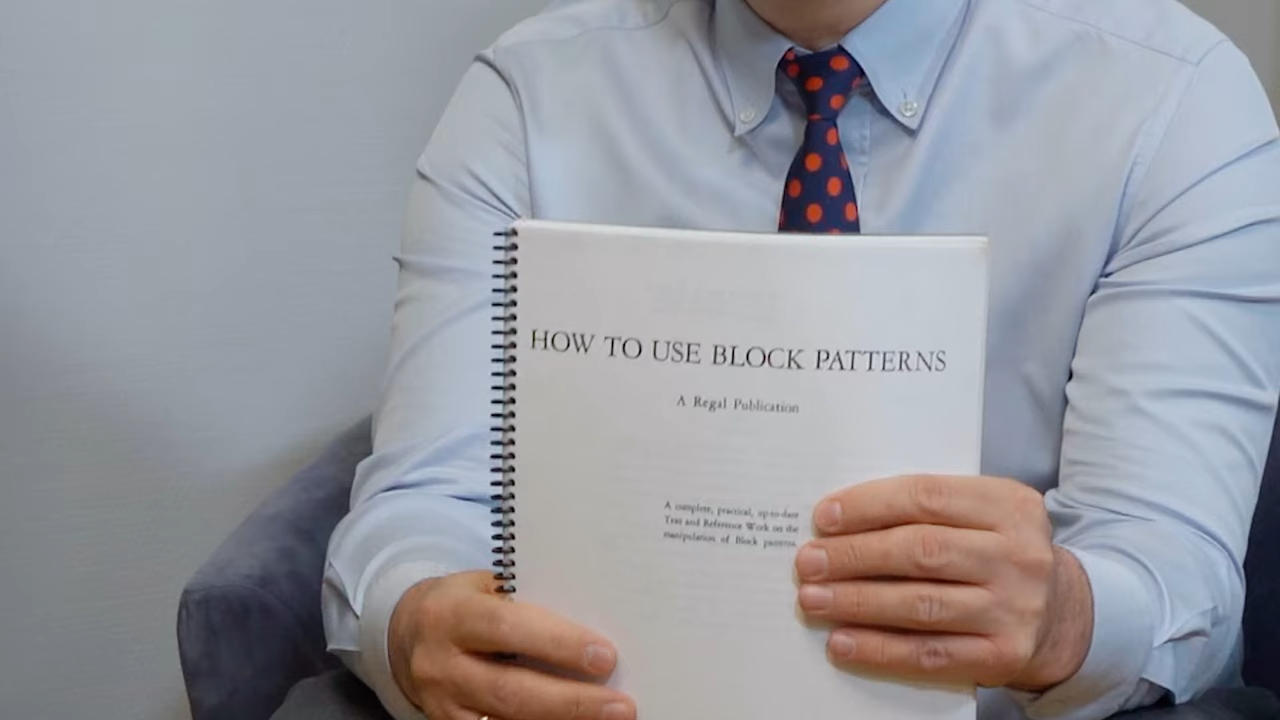 HOW TO USE BLOCK PATTERNS
A Regal Publication
A complete, practical, up-to-date
Text and Reference Work on the
manipulation of Block patterns.